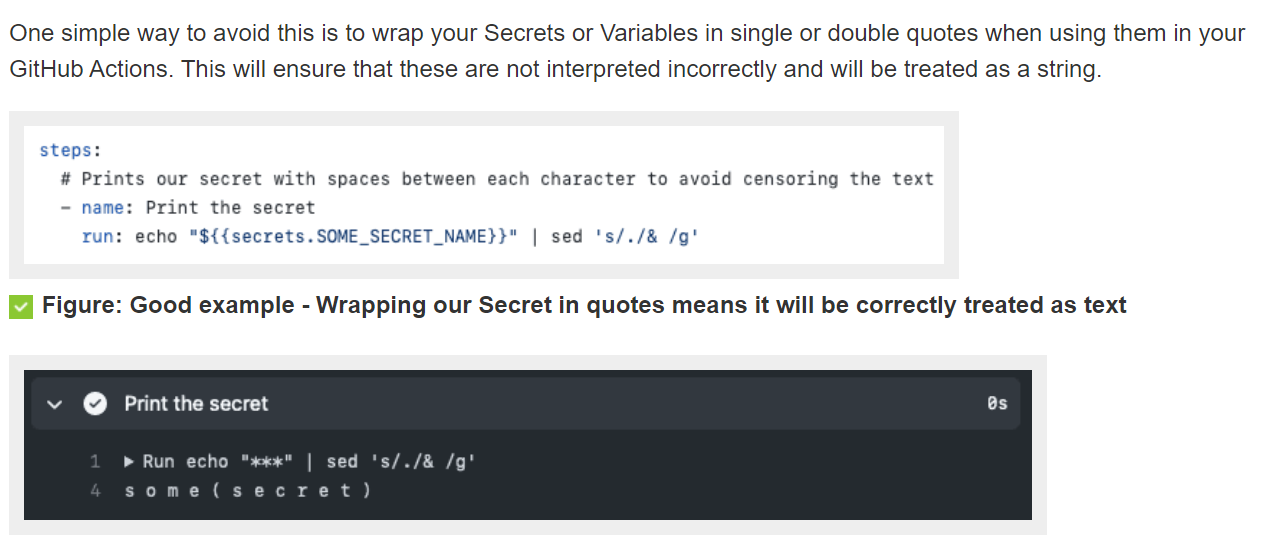 One simple way to avoid this is to wrap your Secrets or Variables in single or double quotes when using them in your
GitHub Actions. This will ensure that these are not interpreted incorrectly and will be treated as a string.
steps:
# Prints our secret with spaces between each character to avoid censoring the text
- name: Print the secret
run: echo "${{secrets.SOME_SECRET_NAME}}" | sed 's/./& /g'
Figure: Good example - Wrapping our Secret in quotes means it will be correctly treated as text
Print the secret 0s
1 ▶ Run echo "***" | sed 's/./& /g'
4 s o m e ( s e c r e t )